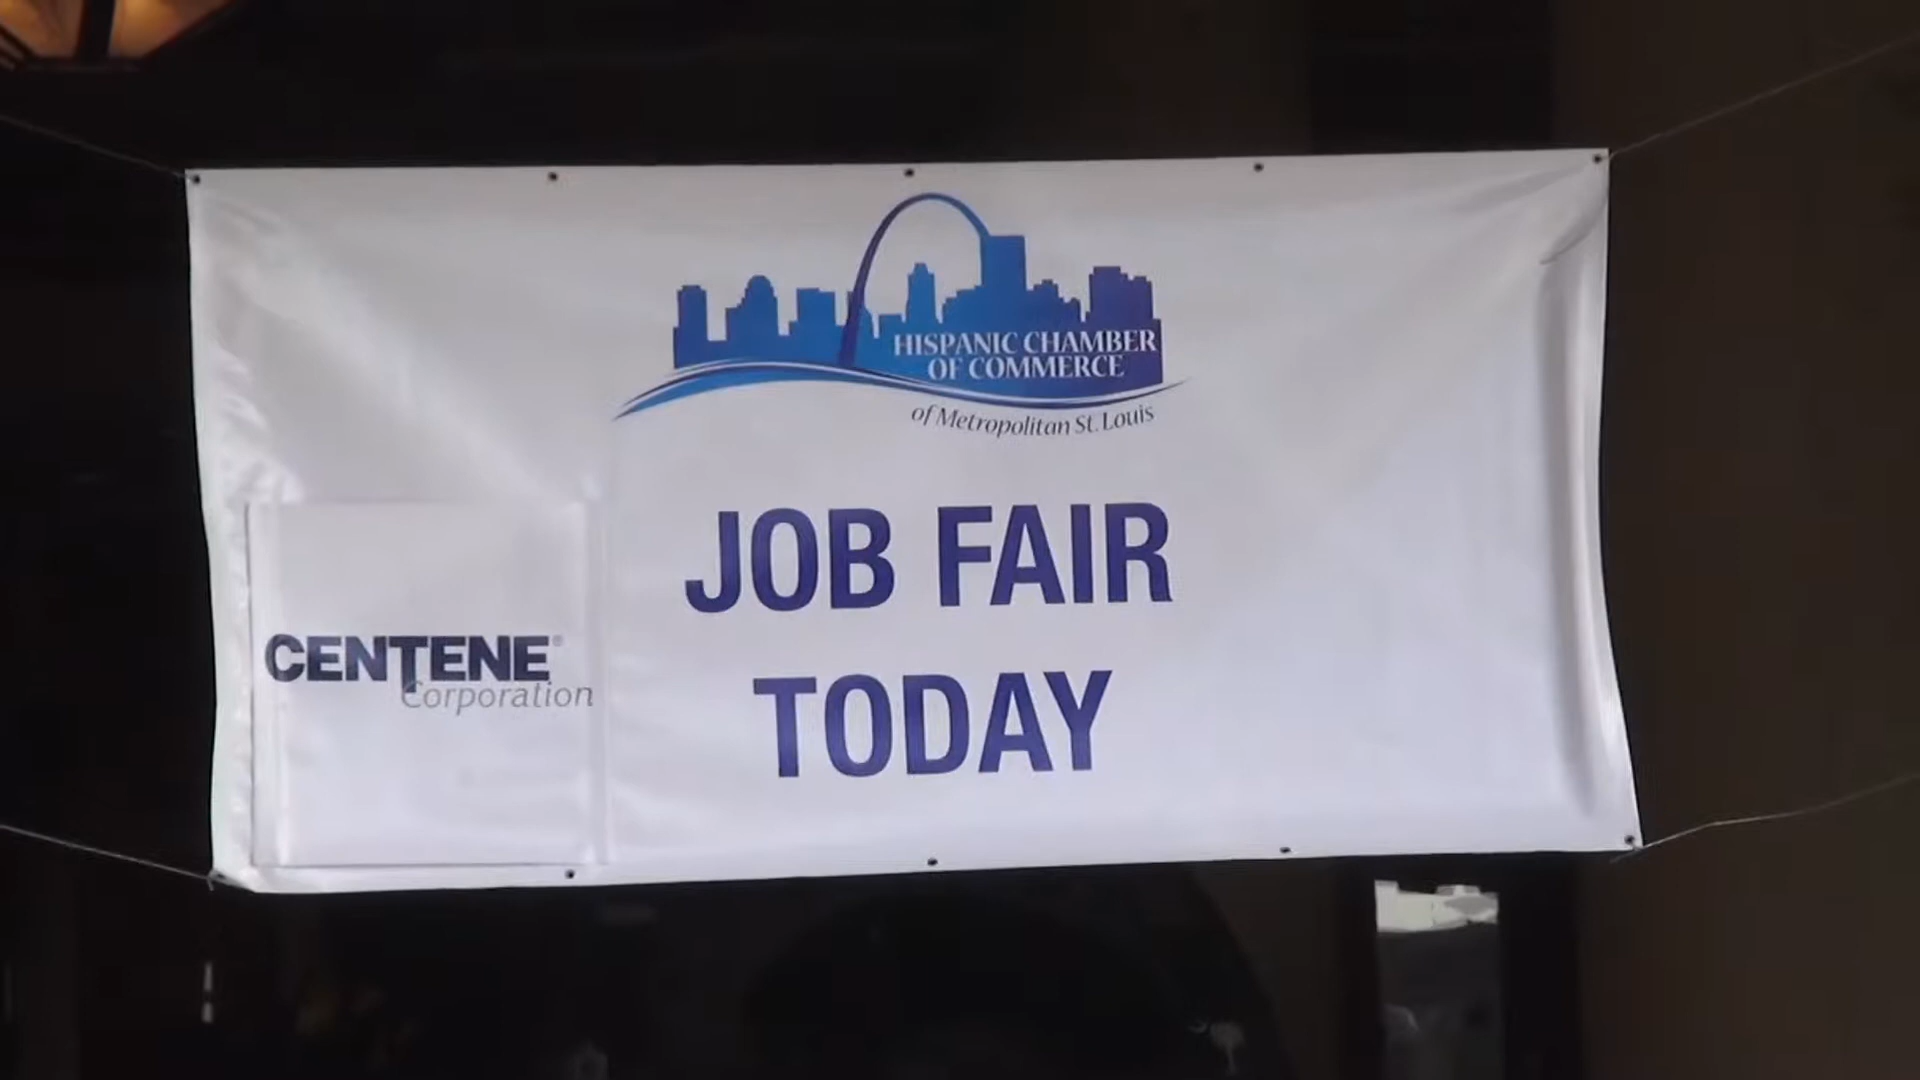 HISPANIC CHAMBER
OF COMMERCE
of Metropolitan St. Louis
JOB FAIR
TODAY
CENTENE®
Corporation